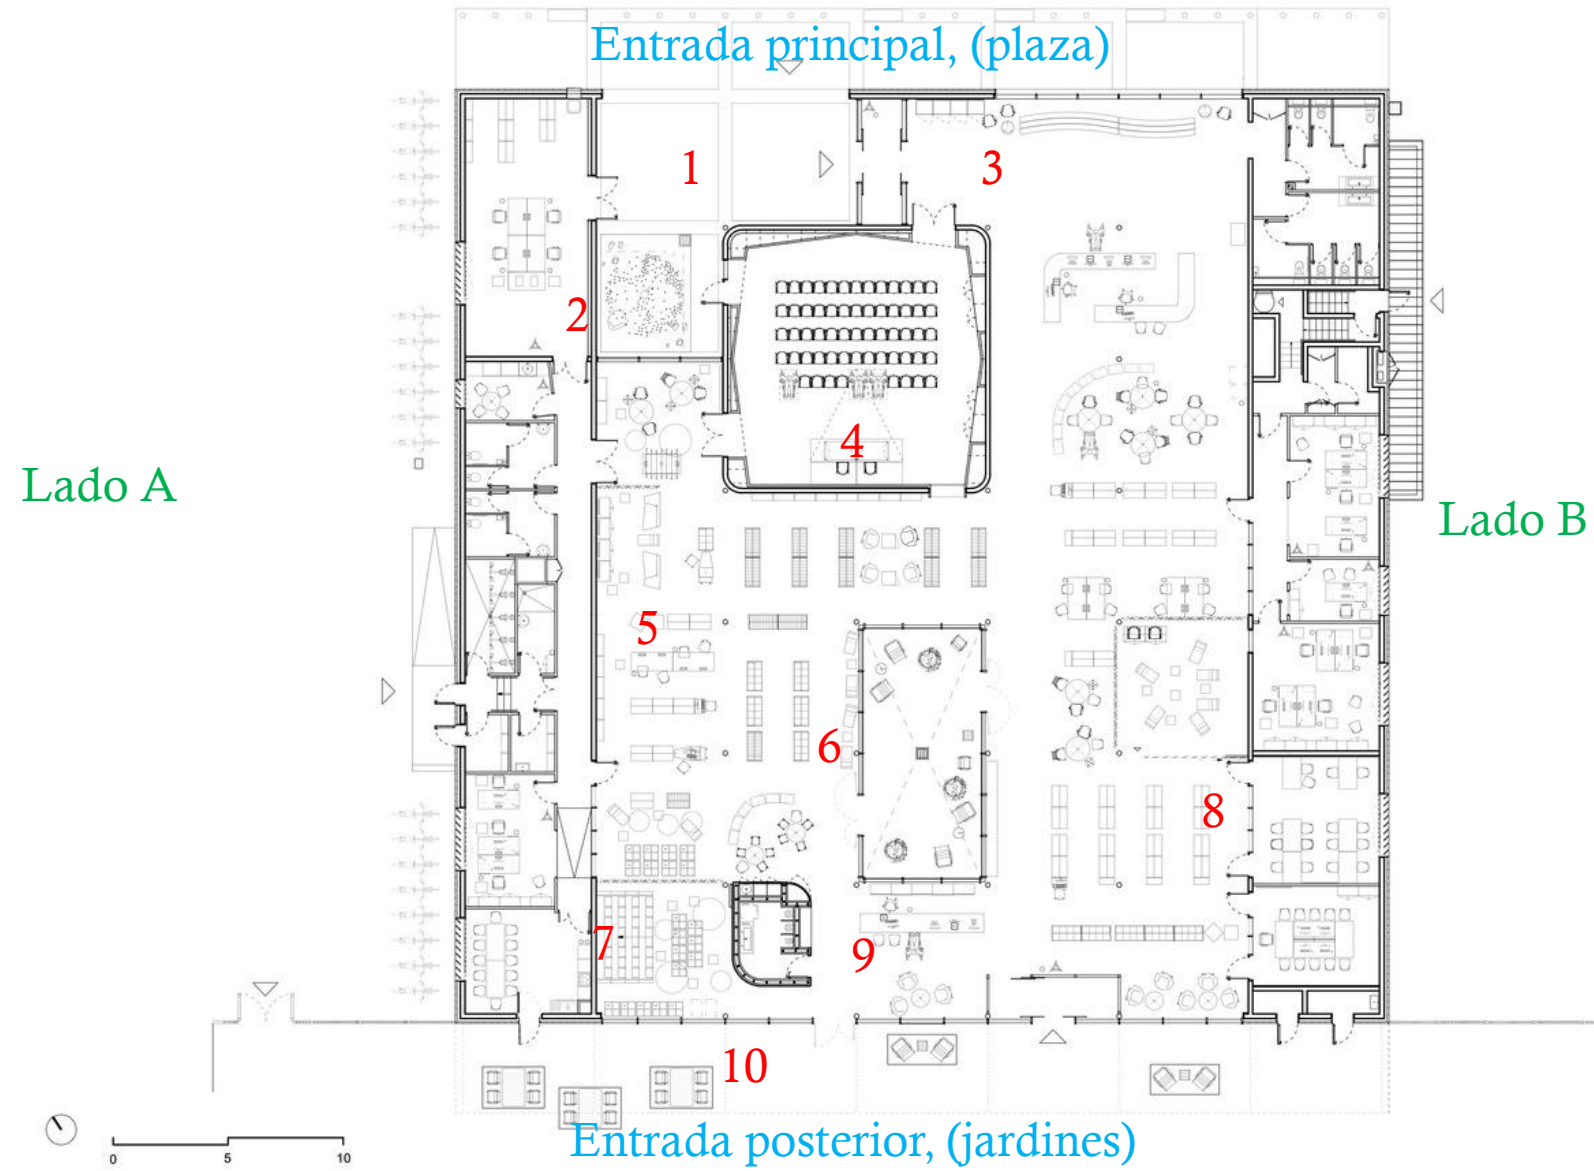 Entrada principal, (plaza)
1
3
2
4
Lado A
Lado B
5
6
8
7
9
10
Entrada posterior, (jardines)
0 5 10